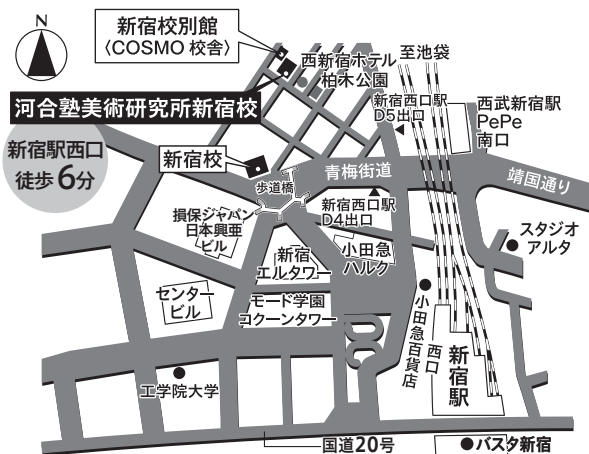 N
新宿校別館
〈COSMO 校舎〉
西新宿ホテル
柏木公園
至池袋
河合塾美術研究所新宿校
新宿西口駅
D5出口
西武新宿駅
PePe
南口
新宿駅西口
徒歩6分
新宿校
青梅街道
靖国通り
歩道橋
新宿西口駅
D4出口
損保ジャパン
日本興亜
ビル
スタジオ
アルタ
新宿
エルタワー
小田急
ハルク
センター
ビル
モード学園
コクーンタワー
小田急百貨店
西口
新宿駅
工学院大学
国道20号
バスタ新宿